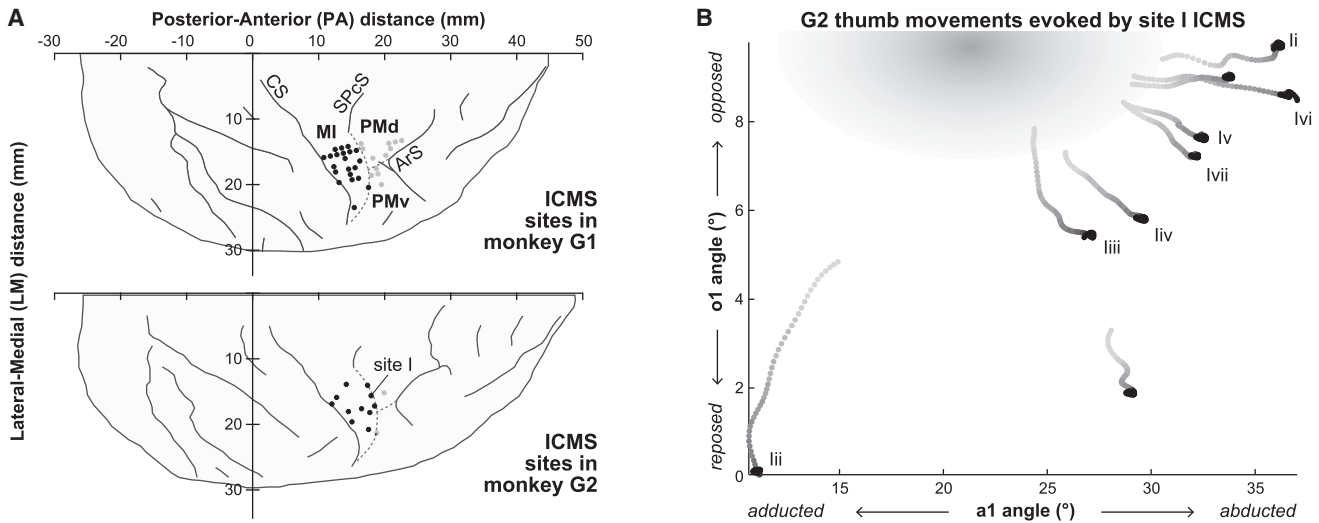 A
Posterior-Anterior (PA) distance (mm)
-30 -20 -10 0 10 20 30 40 50
CS
SPcS
10
MI
PMd
ArS
20
PMv
30
ICMS
sites in
monkey G1
Lateral-Medial (LM) distance (mm)
10
site I
20
30
ICMS
sites in
monkey G2
B
G2 thumb movements evoked by site I ICMS
opposed
o1 angle (°)
reposed
8
6
4
2
0
Ii
Ivi
Iv
Ivii
Iiv
Iiii
Iii
15 20 25 30 35
adducted
a1 angle (°)
abducted